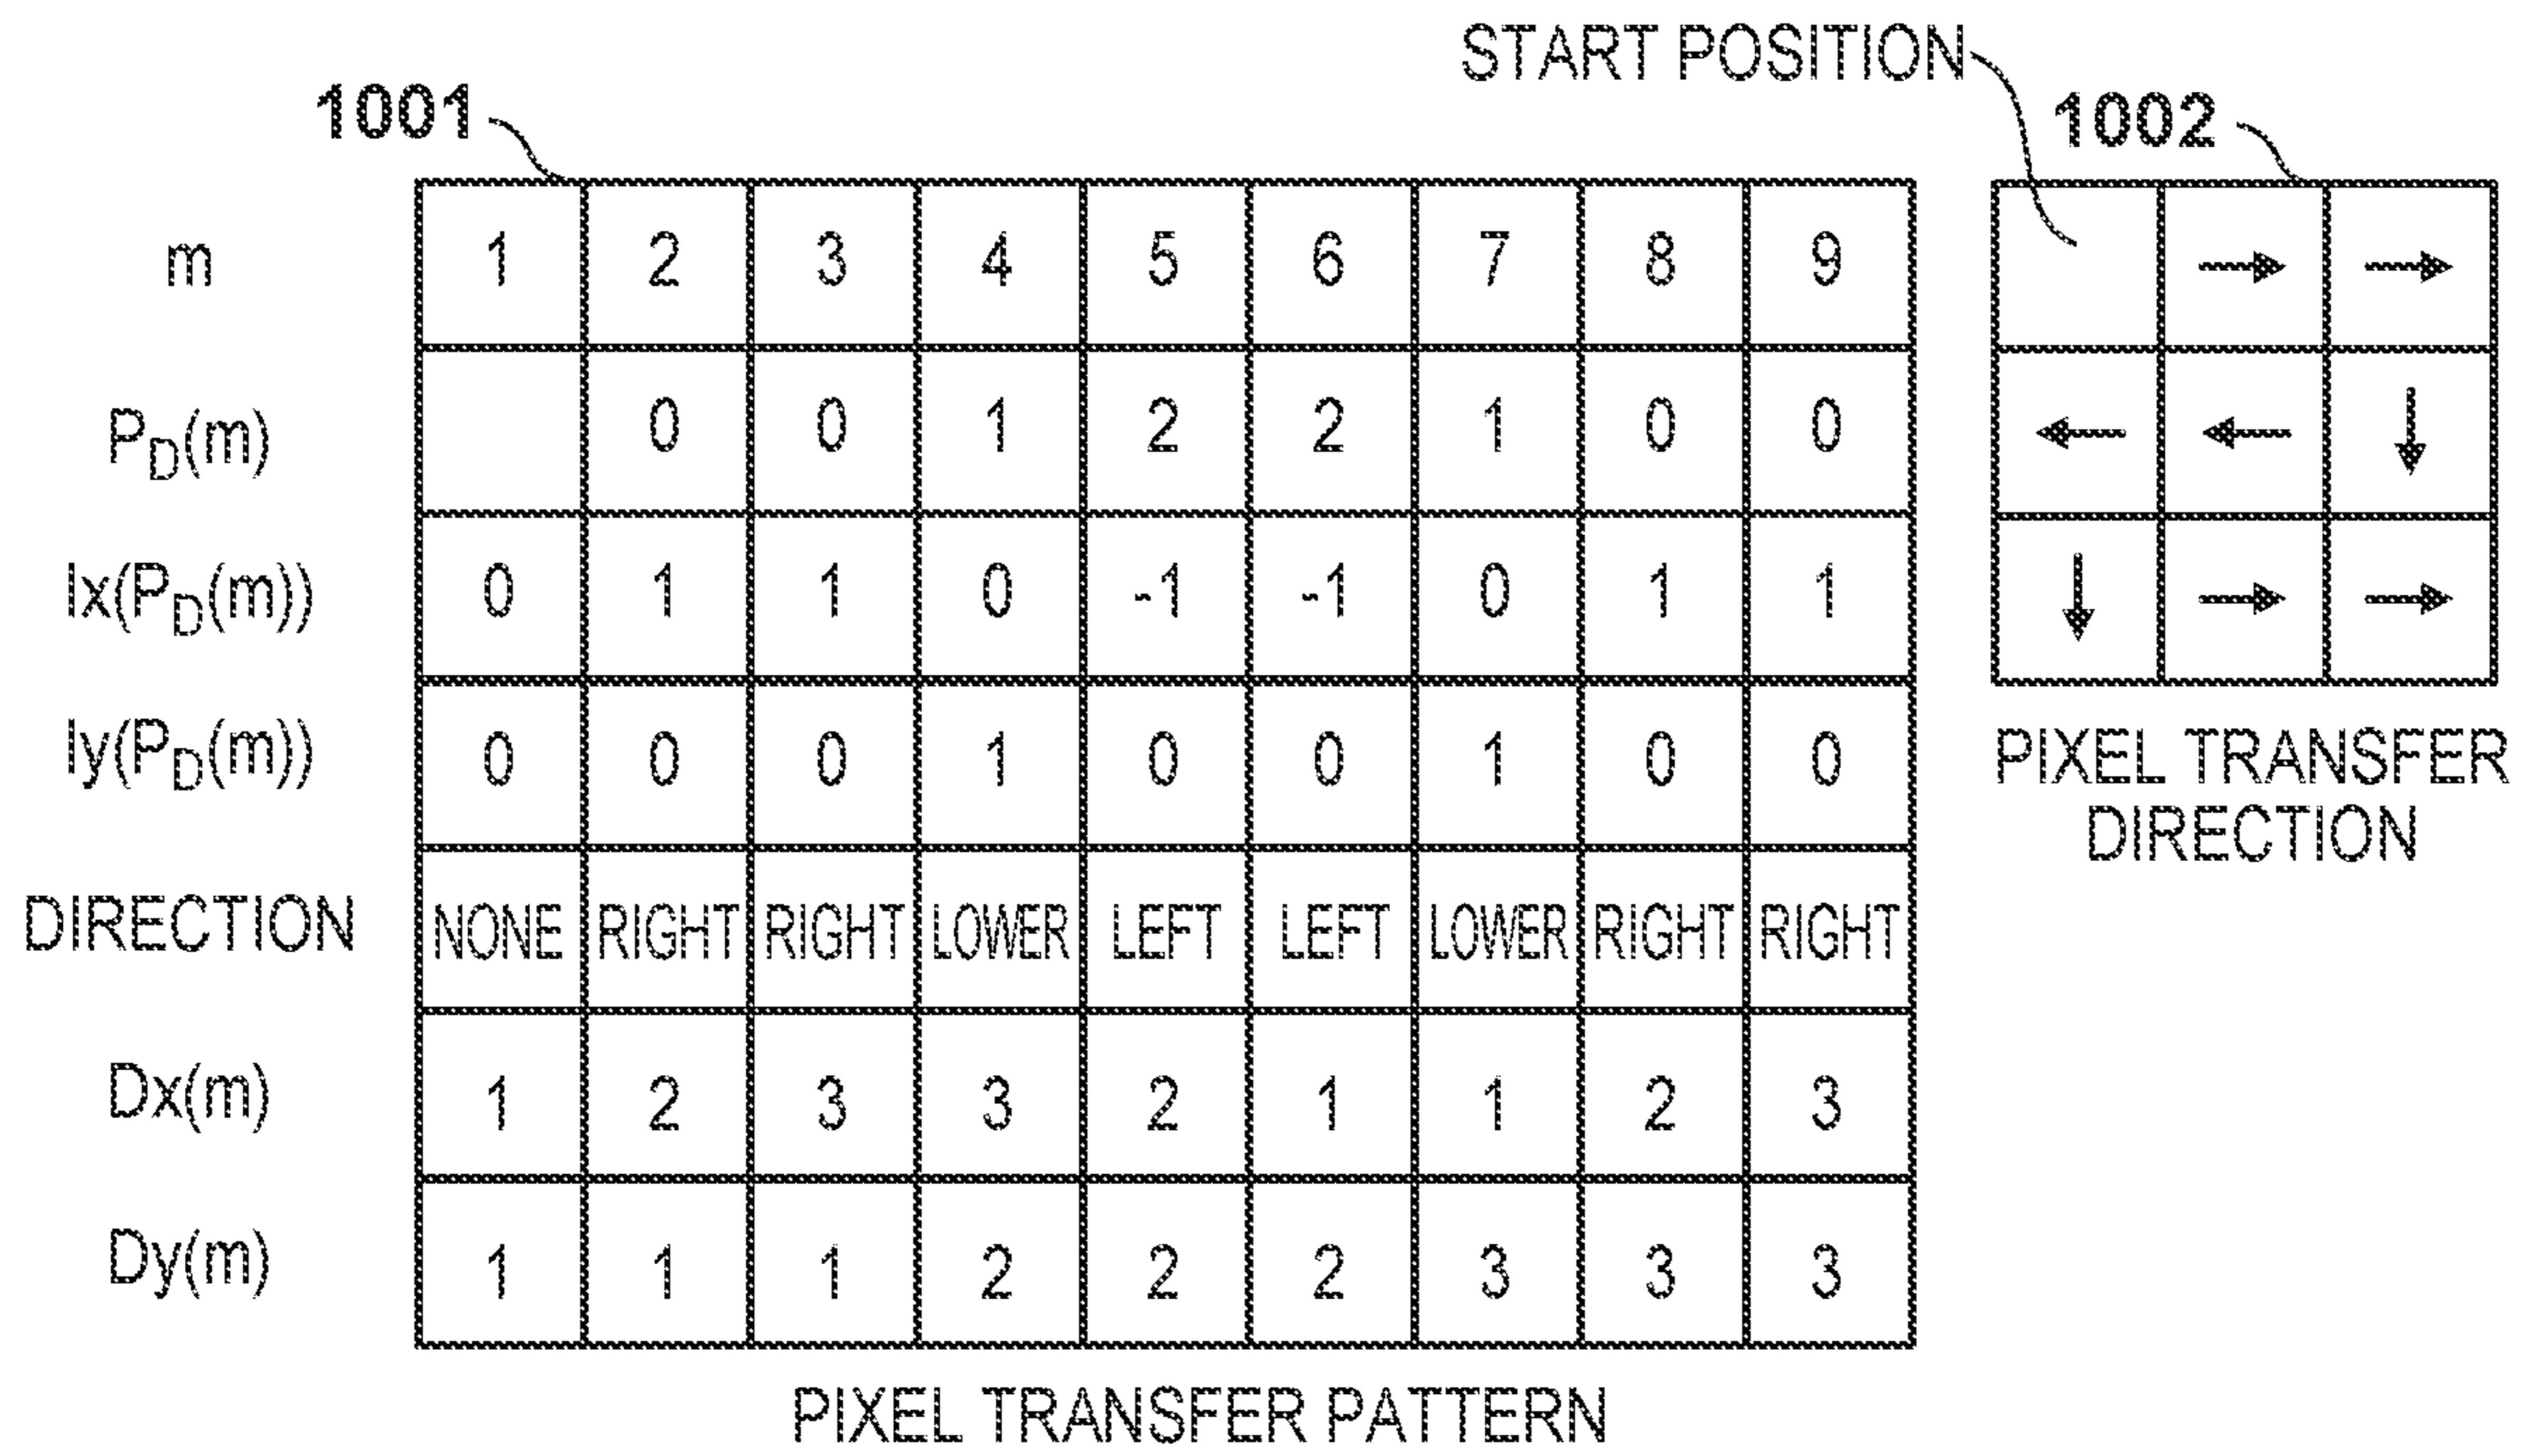 START POSITION
1001
1002
m 1 2 3 4 5 6 7 8 9
P_D(m) 0 0 1 2 2 1 0 0
Ix(P_D(m)) 0 1 1 0 -1 -1 0 1 1
Iy(P_D(m)) 0 0 0 1 0 0 1 0 0
DIRECTION NONE RIGHT RIGHT LOWER LEFT LEFT LOWER RIGHT RIGHT
Dx(m) 1 2 3 3 2 1 1 2 3
Dy(m) 1 1 1 2 2 2 3 3 3
PIXEL TRANSFER PATTERN
→ →
← ← ↓
↓ → →
PIXEL TRANSFER
DIRECTION